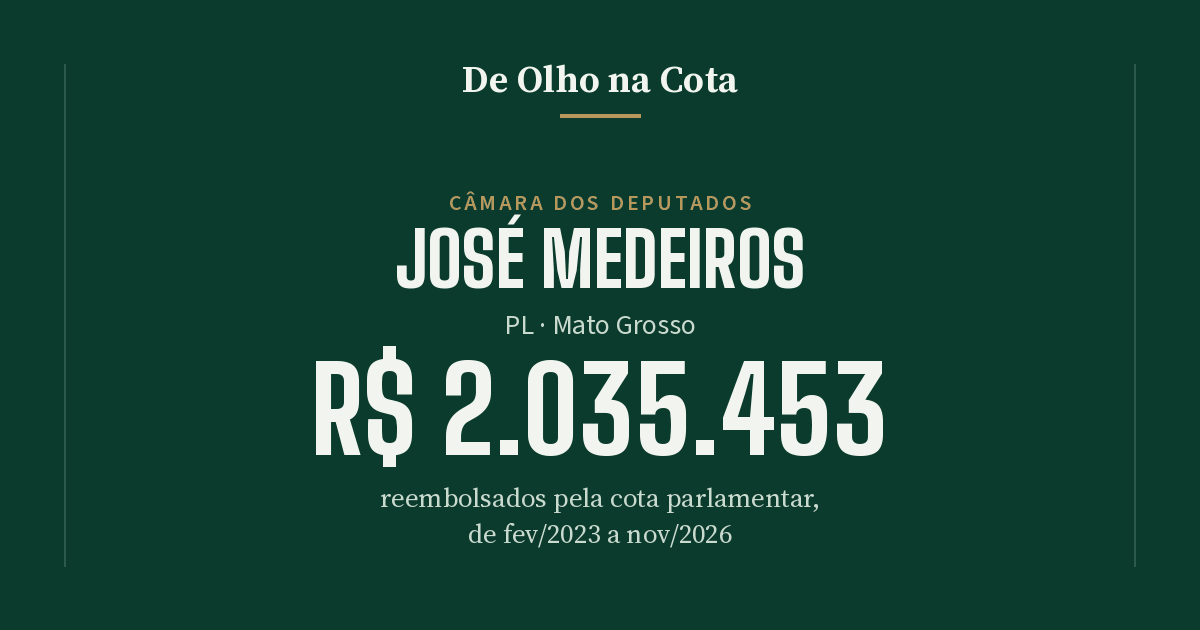 De Olho na Cota
CÂMARA DOS DEPUTADOS
JOSÉ MEDEIROS
PL · Mato Grosso
R$ 2.035.453
reembolsados pela cota parlamentar,
de fev/2023 a nov/2026